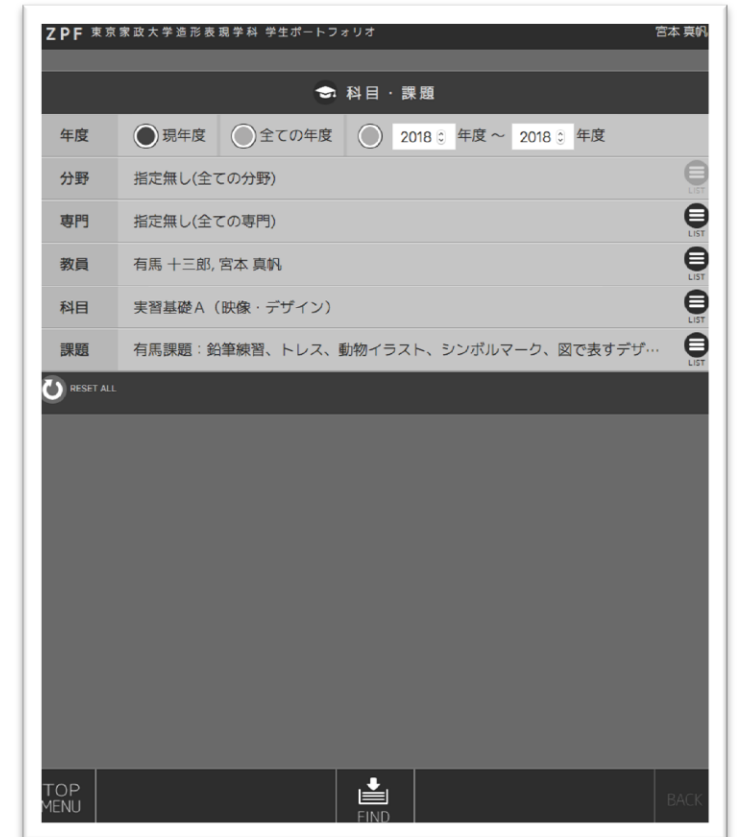 ZPF 東京家政大学造形表現学科 学生ポートフォリオ 宮本 真帆
科目・課題
年度 現年度 全ての年度 2018 年度 ～ 2018 年度
分野 指定無し(全ての分野) LIST
専門 指定無し(全ての専門) LIST
教員 有馬 十三郎, 宮本 真帆 LIST
科目 実習基礎A（映像・デザイン） LIST
課題 有馬課題：鉛筆練習、トレス、動物イラスト、シンボルマーク、図で表すデザ… LIST
RESET ALL
TOP
MENU
FIND
BACK